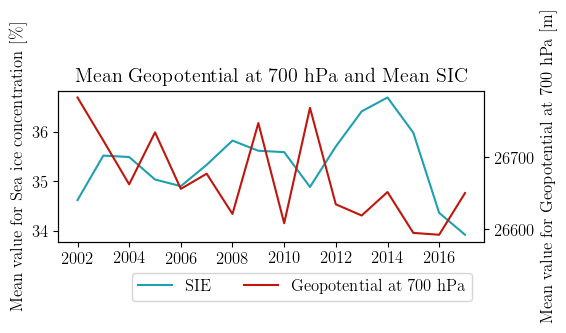 Mean Geopotential at 700 hPa and Mean SIC
Mean value for Sea ice concentration [%]
36
35
34
26700
26600
Mean value for Geopotential at 700 hPa [m]
2002 2004 2006 2008 2010 2012 2014 2016
SIE Geopotential at 700 hPa